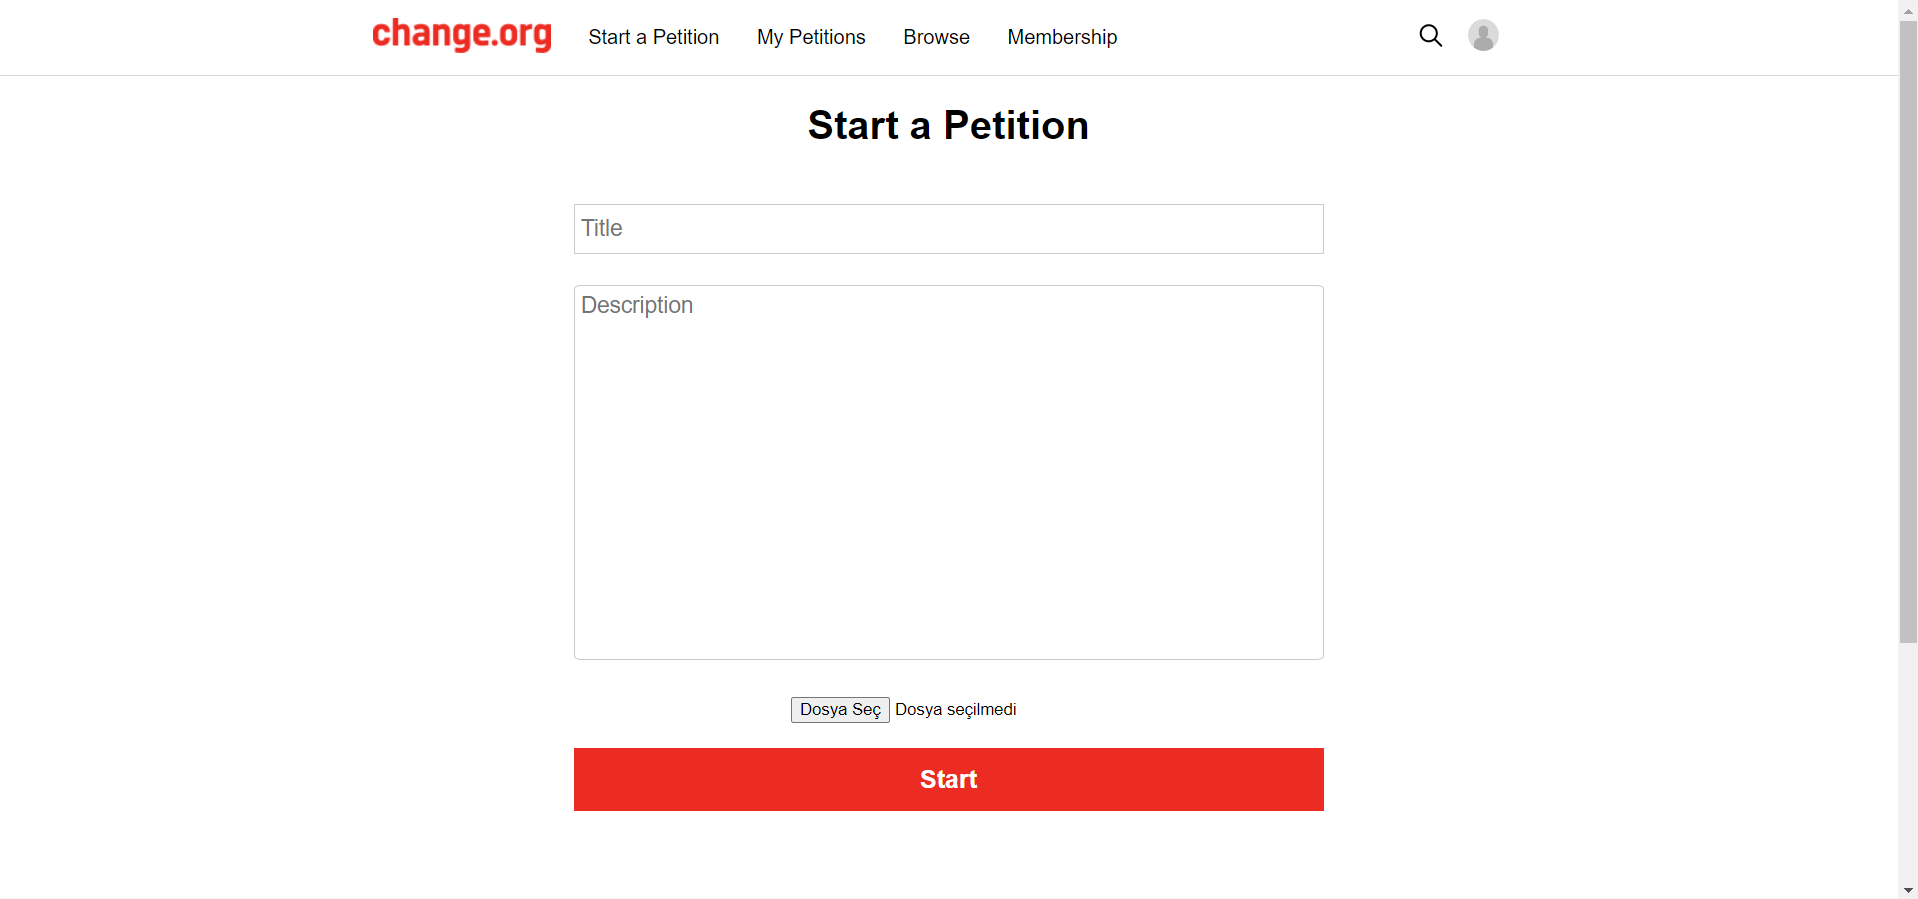 change.org Start a Petition My Petitions Browse Membership
Start a Petition
Title
Description
Dosya Seç Dosya seçilmedi
Start